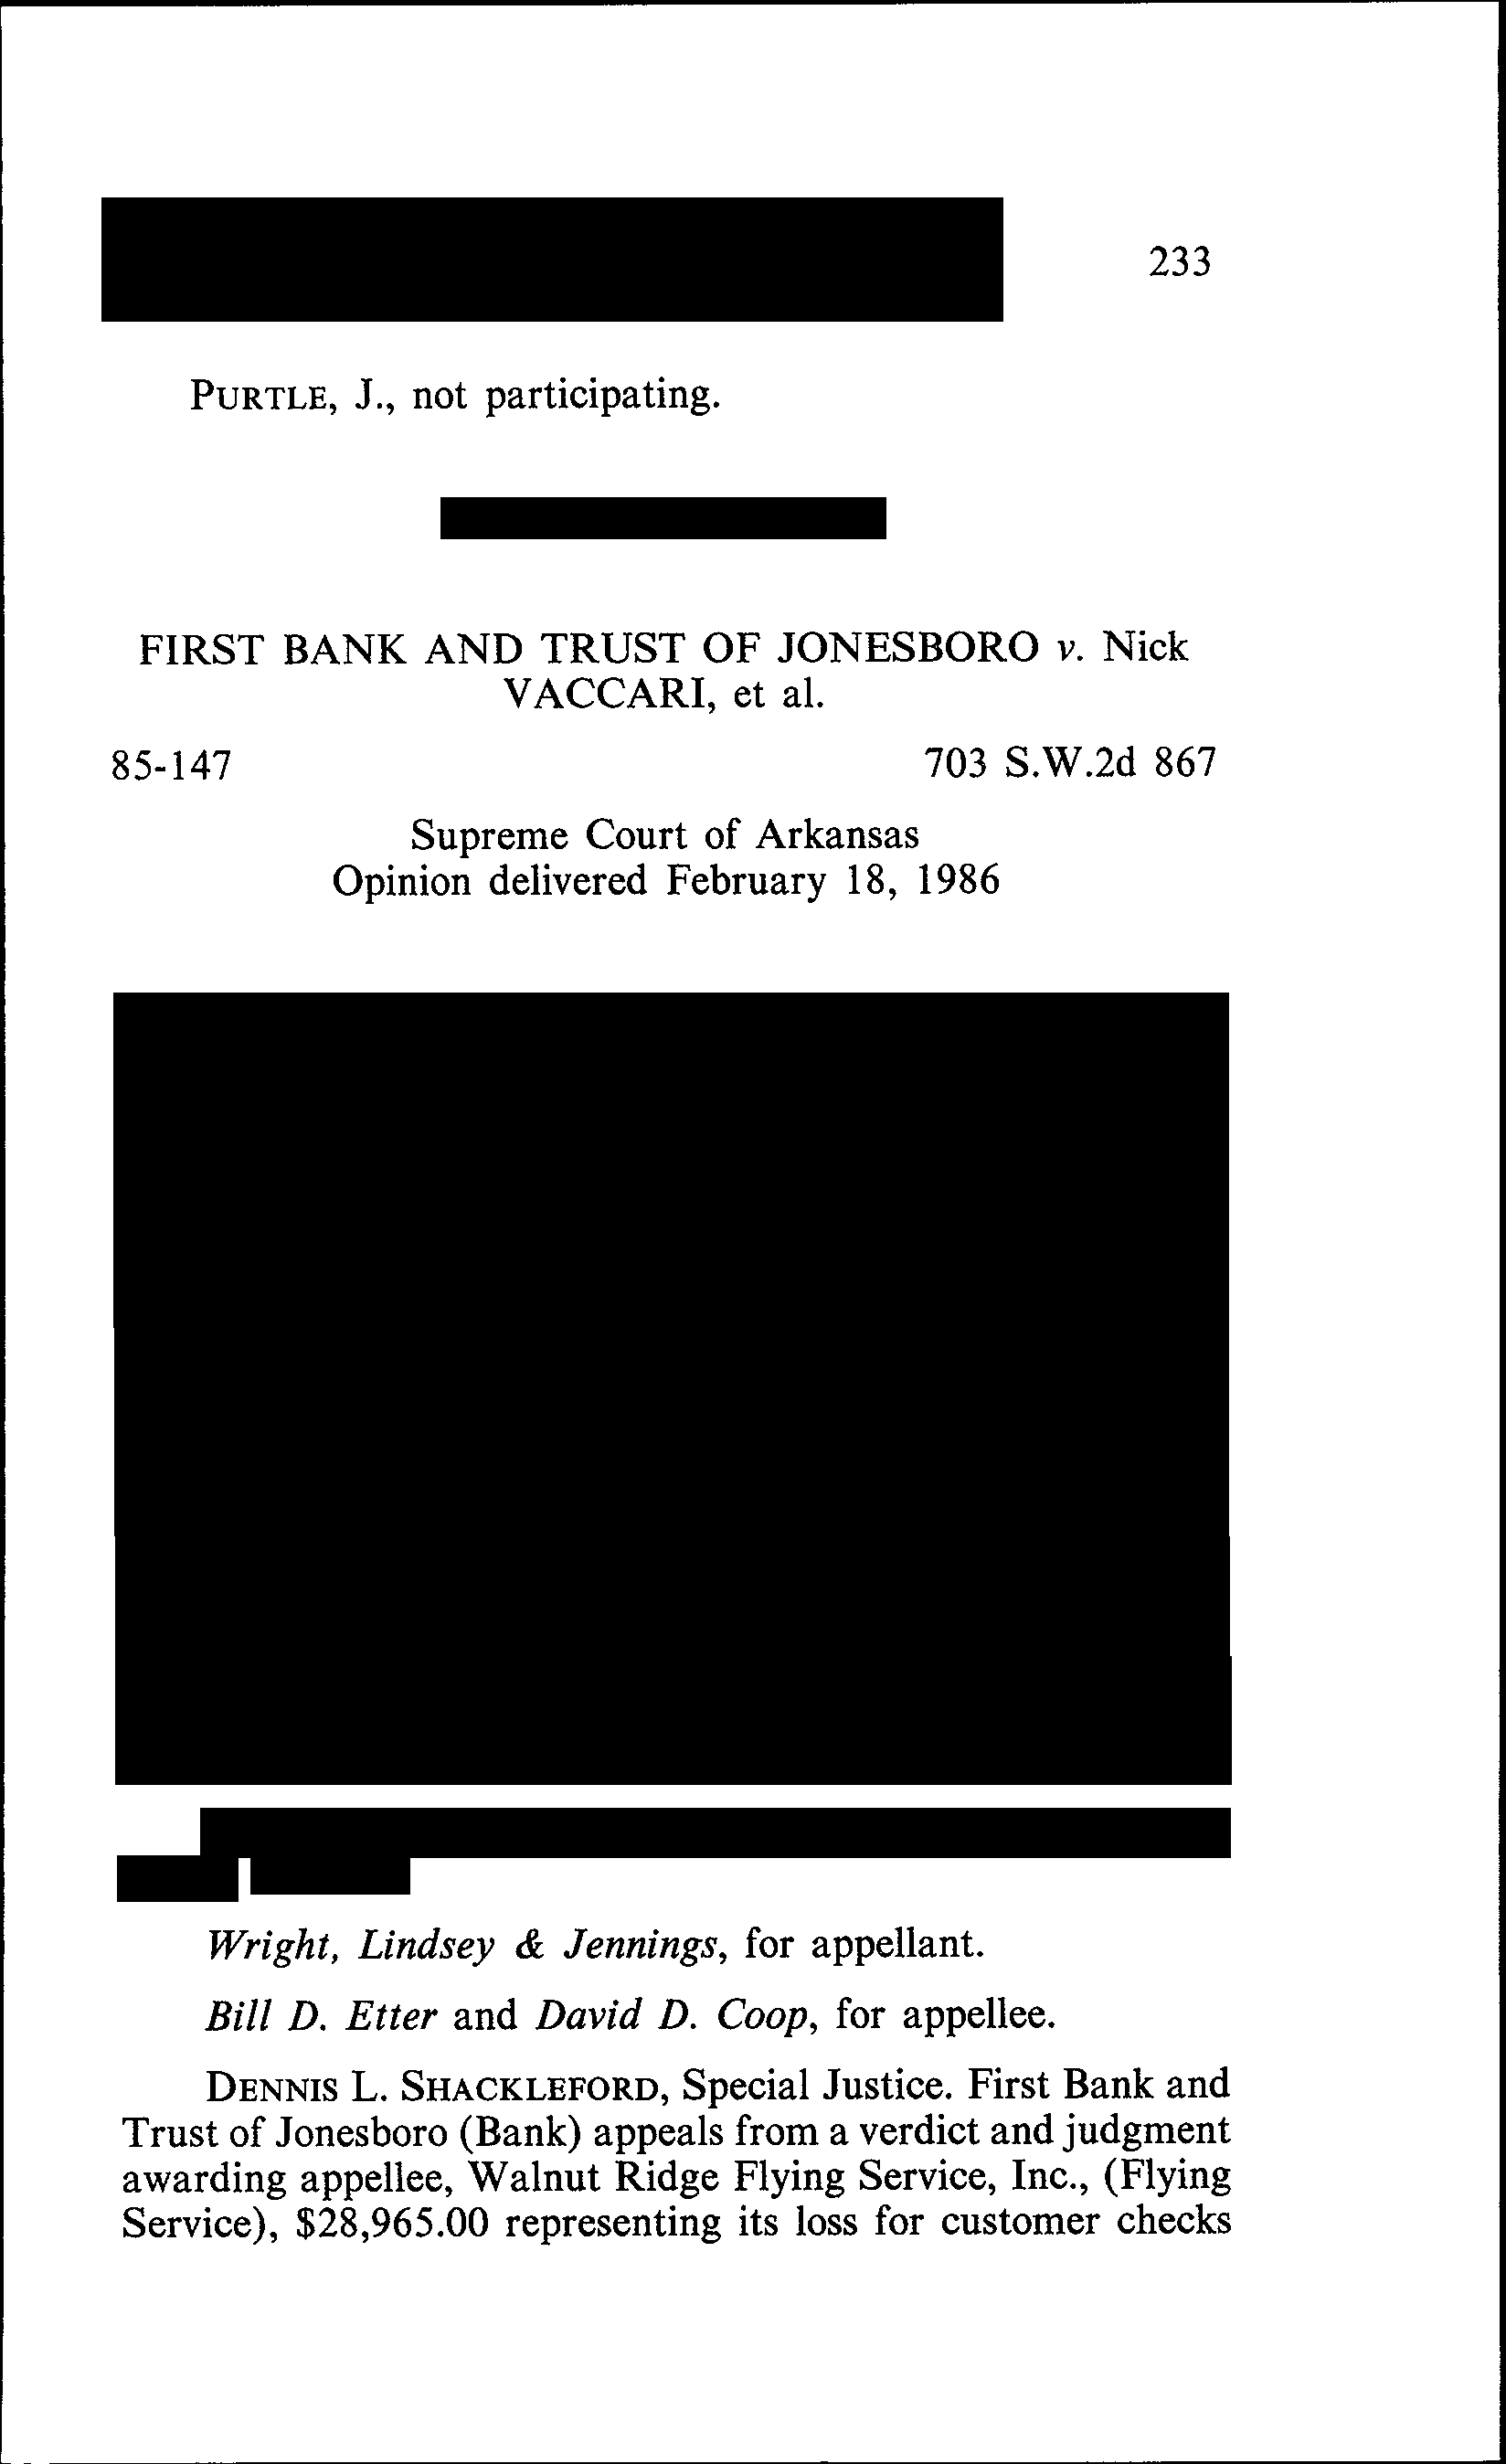 233
PURTLE, J., not participating.
FIRST BANK AND TRUST OF JONESBORO v. Nick
VACCARI, et al.
85-147 703 S.W.2d 867
Supreme Court of Arkansas
Opinion delivered February 18, 1986
Wright, Lindsey & Jennings, for appellant.
Bill D. Etter and David D. Coop, for appellee.
DENNIS L. SHACKLEFORD, Special Justice. First Bank and
Trust of Jonesboro (Bank) appeals from a verdict and judgment
awarding appellee, Walnut Ridge Flying Service, Inc., (Flying
Service), $28,965.00 representing its loss for customer checks